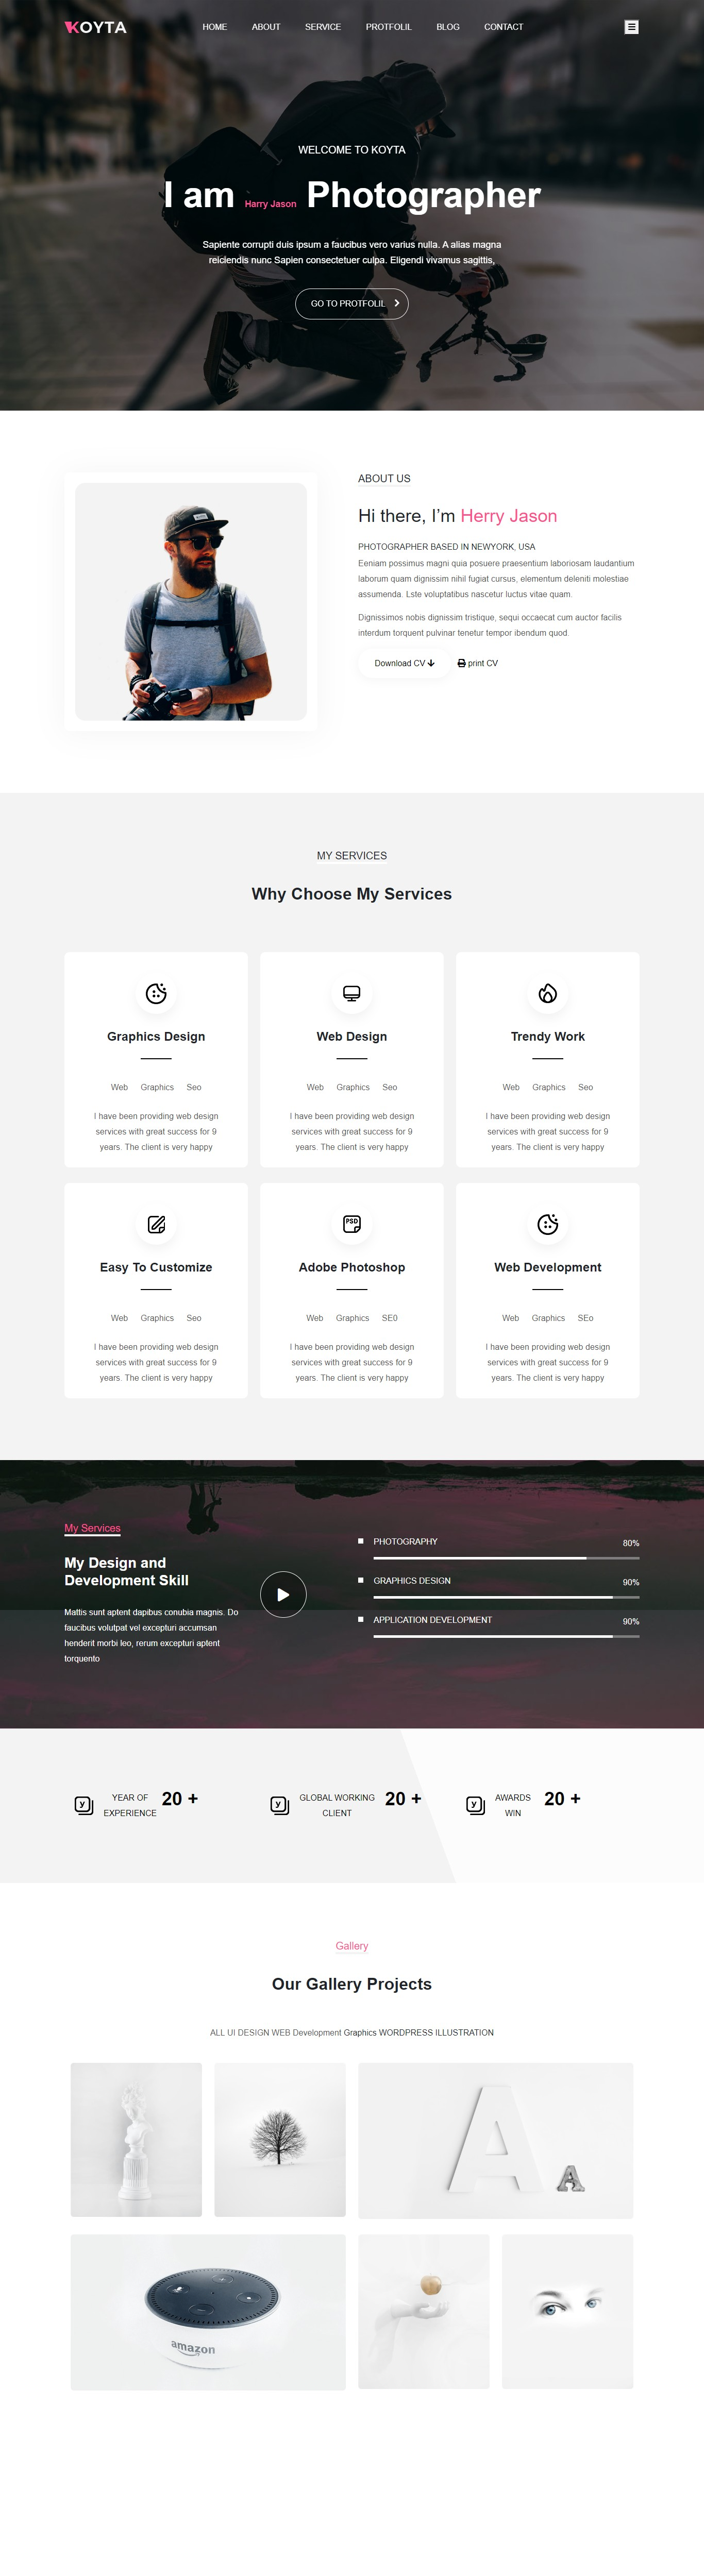 KOYTA
HOME ABOUT SERVICE PROTFOLIL BLOG CONTACT
WELCOME TO KOYTA
I am Harry Jason Photographer
Sapiente corrupti duis ipsum a faucibus vero varius nulla. A alias magna
reiciendis nunc Sapien consectetuer culpa. Eligendi vivamus sagittis,
GO TO PROTFOLIL
ABOUT US
Hi there, I'm Herry Jason
PHOTOGRAPHER BASED IN NEWYORK, USA
Eeniam possimus magni quia posuere praesentium laboriosam laudantium
laborum quam dignissim nihil fugiat cursus, elementum deleniti molestiae
assumenda. Lste voluptatibus nascetur luctus vitae quam.
Dignissimos nobis dignissim tristique, sequi occaecat cum auctor facilis
interdum torquent pulvinar tenetur tempor ibendum quod.
Download CV print CV
MY SERVICES
Why Choose My Services
Graphics Design
Web Graphics Seo
I have been providing web design
services with great success for 9
years. The client is very happy
Web Design
Web Graphics Seo
I have been providing web design
services with great success for 9
years. The client is very happy
Trendy Work
Web Graphics Seo
I have been providing web design
services with great success for 9
years. The client is very happy
Easy To Customize
Web Graphics Seo
I have been providing web design
services with great success for 9
years. The client is very happy
PSD
Adobe Photoshop
Web Graphics SE0
I have been providing web design
services with great success for 9
years. The client is very happy
Web Development
Web Graphics SEo
I have been providing web design
services with great success for 9
years. The client is very happy
My Services
My Design and
Development Skill
Mattis sunt aptent dapibus conubia magnis. Do
faucibus volutpat vel excepturi accumsan
henderit morbi leo, rerum excepturi aptent
torquento
PHOTOGRAPHY 80%
GRAPHICS DESIGN 90%
APPLICATION DEVELOPMENT 90%
YEAR OF
EXPERIENCE
20 +
GLOBAL WORKING
CLIENT
20 +
AWARDS
WIN
20 +
Gallery
Our Gallery Projects
ALL UI DESIGN WEB Development Graphics WORDPRESS ILLUSTRATION
A
A
amazon